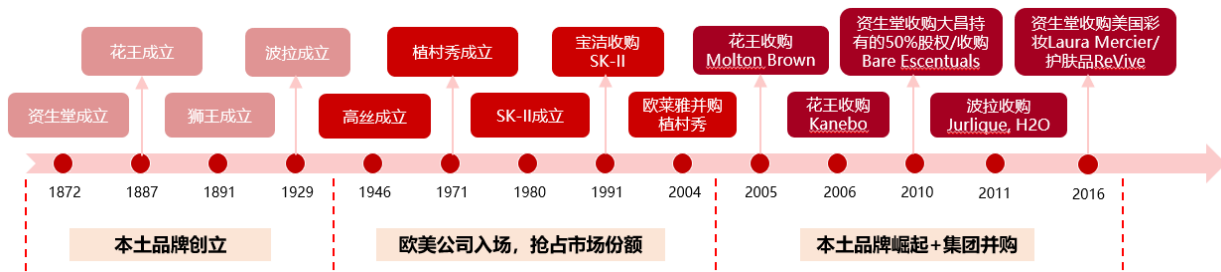 花王成立
波拉成立
植村秀成立
宝洁收购
SK-II
花王收购
Molton Brown
资生堂收购大昌持
有的50%股权/收购
Bare Escentuals
资生堂收购美国彩
妆Laura Mercier/
护肤品ReVive
资生堂成立
狮王成立
高丝成立
SK-II成立
欧莱雅并购
植村秀
花王收购
Kanebo
波拉收购
Jurlique, H2O
1872
1887
1891
1929
1946
1971
1980
1991
2004
2005
2006
2010
2011
2016
本土品牌创立
欧美公司入场，抢占市场份额
本土品牌崛起+集团并购